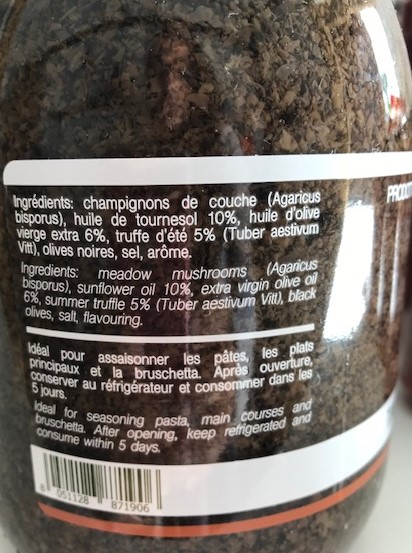 Ingrédients: champignons de couche (Agaricus
bisporus), huile de tournesol 10%, huile d'olive
vierge extra 6%, truffe d'été 5% (Tuber aestivum
Vitt), olives noires, sel, arôme.
Ingredients: meadow mushrooms (Agaricus
bisporus), sunflower oil 10%, extra virgin olive oil
6%, summer truffle 5% (Tuber aestivum Vitt), black
olives, salt, flavouring.
Idéal pour assaisonner les pâtes, les plats
principaux et la bruschetta. Après ouverture,
conserver au réfrigérateur et consommer dans les
5 jours.
Ideal for seasoning pasta, main courses and
bruschetta. After opening, keep refrigerated and
consume within 5 days.
8 051128 871906